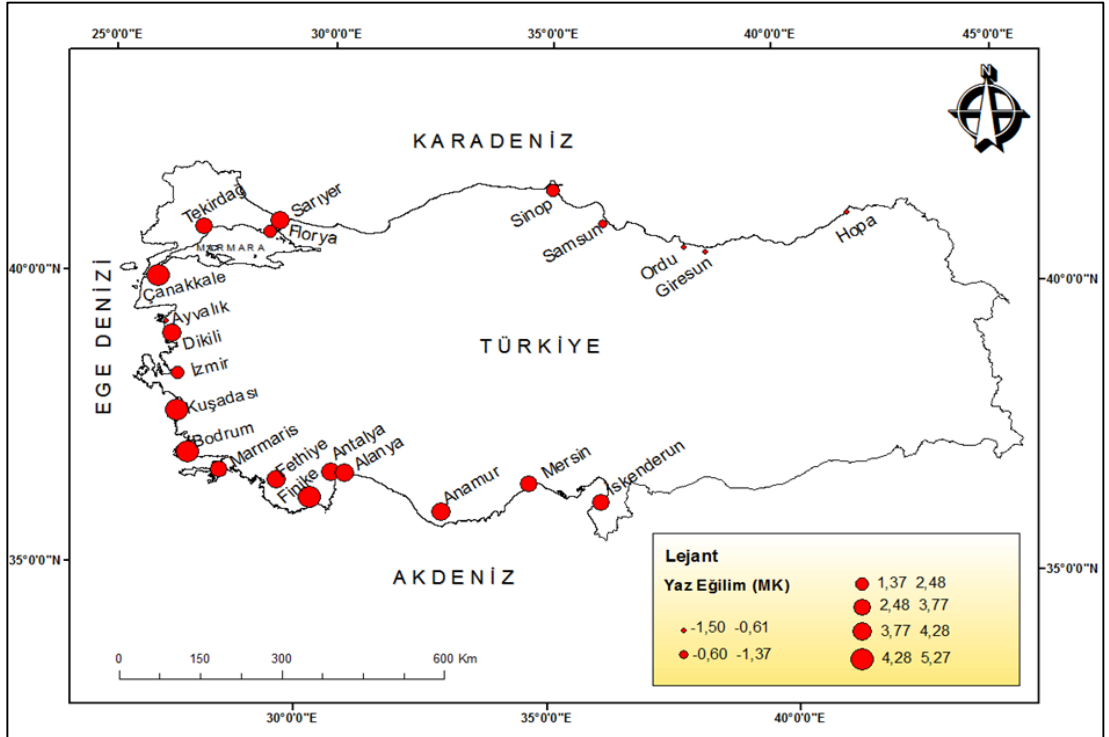 25°0'0"E 30°0'0"E 35°0'0"E 40°0'0"E 45°0'0"E
N
KARADENİZ
Tekirdağ
Sarıyer
Florya
MARMARA
Sinop
Samsun
Ordu
Giresun
Hopa
40°0'0"N 40°0'0"N
EGE DENİZİ
Çanakkale
Ayvalık
Dikili
İzmir
TÜRKİYE
Kuşadası
Bodrum
Marmaris
Fethiye
Finike
Antalya
Alanya
Anamur
Mersin
İskenderun
35°0'0"N 35°0'0"N
AKDENİZ
Lejant
Yaz Eğilim (MK)
-1,50 -0,61
-0,60 -1,37
1,37 2,48
2,48 3,77
3,77 4,28
4,28 5,27
0 150 300 600 Km
30°0'0"E 35°0'0"E 40°0'0"E